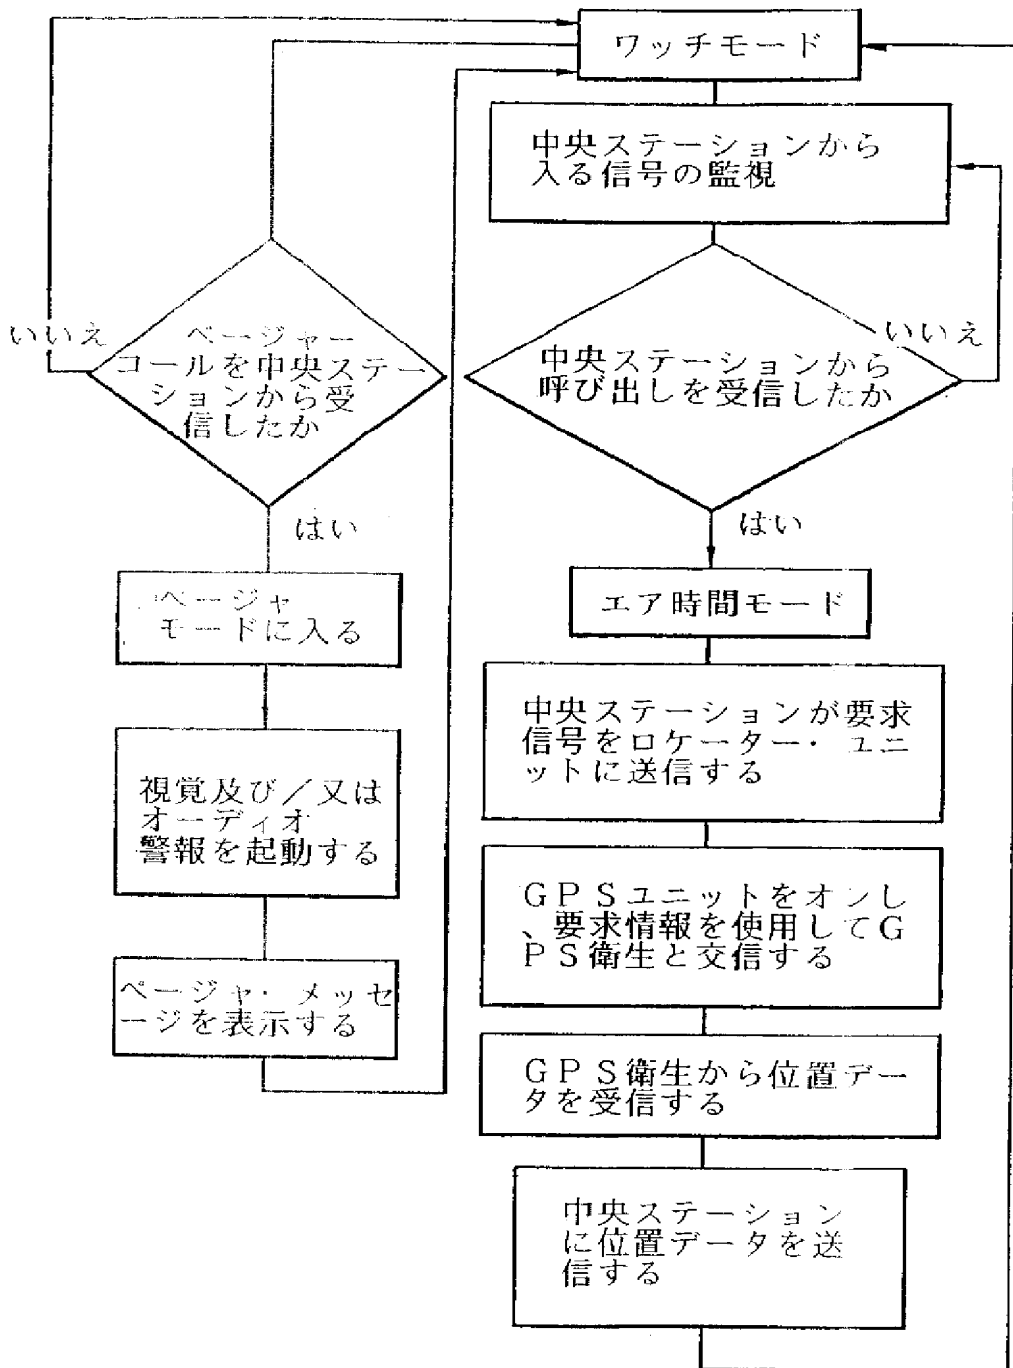 ワッチモード
中央ステーションから
入る信号の監視
いいえ
ページャー
コールを中央ステー
ションから受
信したか
はい
ページャ
モードに入る
視覚及び／又は
オーディオ
警報を起動する
ページャ・メッセ
ージを表示する
いいえ
中央ステーションから
呼び出しを受信したか
はい
エア時間モード
中央ステーションが要求
信号をロケーター・ユニ
ットに送信する
ＧＰＳユニットをオンし
、要求情報を使用してＧ
ＰＳ衛生と交信する
ＧＰＳ衛生から位置デー
タを受信する
中央ステーション
に位置データを送
信する